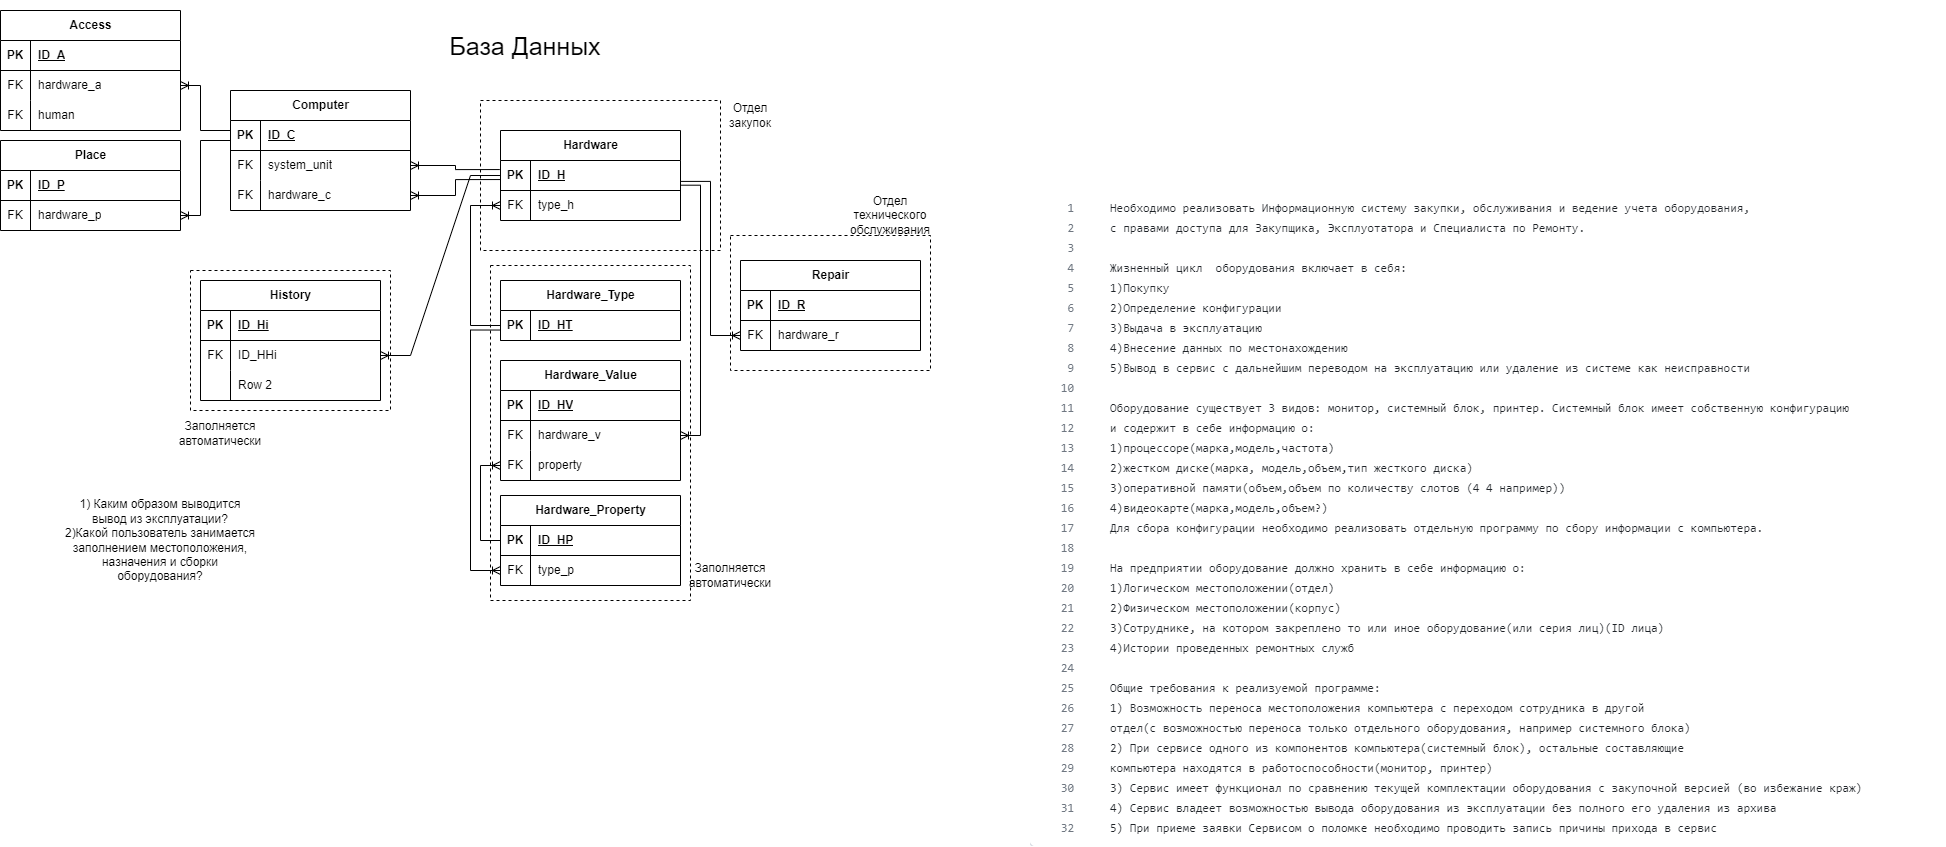 База Данных
Access
PK ID_A
FK hardware_a
FK human
Place
PK ID_P
FK hardware_p
Computer
PK ID_C
FK system_unit
FK hardware_c
Отдел
закупок
Hardware
PK ID_H
FK type_h
Отдел
технического
обслуживания
Repair
PK ID_R
FK hardware_r
History
PK ID_Hi
FK ID_HHi
Row 2
Заполняется
автоматически
Hardware_Type
PK ID_HT
Hardware_Value
PK ID_HV
FK hardware_v
FK property
Hardware_Property
PK ID_HP
FK type_p
Заполняется
автоматически
1) Каким образом выводится
вывод из эксплуатации?
2)Какой пользователь занимается
заполнением местоположения,
назначения и сборки
оборудования?
1 Необходимо реализовать Информационную систему закупки, обслуживания и ведение учета оборудования,
2 с правами доступа для Закупщика, Эксплуотатора и Специалиста по Ремонту.
3
4 Жизненный цикл  оборудования включает в себя:
5 1)Покупку
6 2)Определение конфигурации
7 3)Выдача в эксплуатацию
8 4)Внесение данных по местонахождению
9 5)Вывод в сервис с дальнейшим переводом на эксплуатацию или удаление из системе как неисправности
10
11 Оборудование существует 3 видов: монитор, системный блок, принтер. Системный блок имеет собственную конфигурацию
12 и содержит в себе информацию о:
13 1)процессоре(марка,модель,частота)
14 2)жестком диске(марка, модель,объем,тип жесткого диска)
15 3)оперативной памяти(объем,объем по количеству слотов (4 4 например))
16 4)видеокарте(марка,модель,объем?)
17 Для сбора конфигурации необходимо реализовать отдельную программу по сбору информации с компьютера.
18
19 На предприятии оборудование должно хранить в себе информацию о:
20 1)Логическом местоположении(отдел)
21 2)Физическом местоположении(корпус)
22 3)Сотруднике, на котором закреплено то или иное оборудование(или серия лиц)(ID лица)
23 4)Истории проведенных ремонтных служб
24
25 Общие требования к реализуемой программе:
26 1) Возможность переноса местоположения компьютера с переходом сотрудника в другой
27 отдел(с возможностью переноса только отдельного оборудования, например системного блока)
28 2) При сервисе одного из компонентов компьютера(системный блок), остальные составляющие
29 компьютера находятся в работоспособности(монитор, принтер)
30 3) Сервис имеет функционал по сравнению текущей комплектации оборудования с закупочной версией (во избежание краж)
31 4) Сервис владеет возможностью вывода оборудования из эксплуатации без полного его удаления из архива
32 5) При приеме заявки Сервисом о поломке необходимо проводить запись причины прихода в сервис